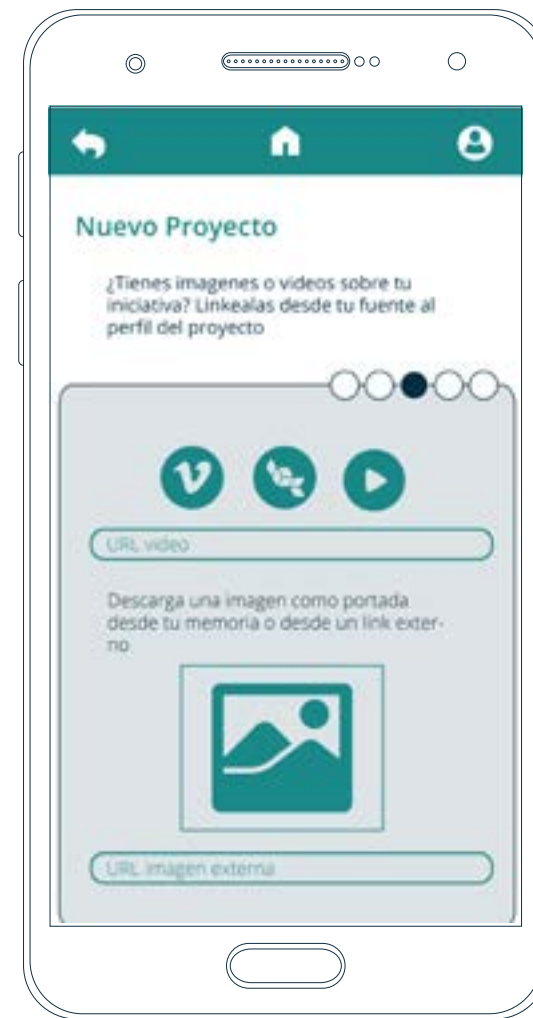 Nuevo Proyecto
¿Tienes imagenes o videos sobre tu
iniciativa? Linkealas desde tu fuente al
perfil del proyecto
URL video
Descarga una imagen como portada
desde tu memoria o desde un link exter-
no
URL imagen externa